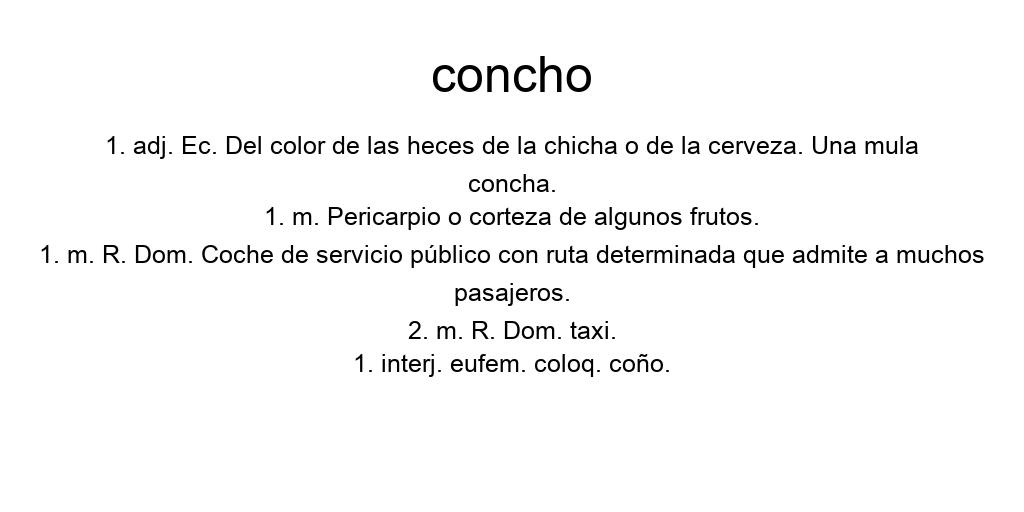 concho
1. adj. Ec. Del color de las heces de la chicha o de la cerveza. Una mula
concha.
1. m. Pericarpio o corteza de algunos frutos.
1. m. R. Dom. Coche de servicio público con ruta determinada que admite a muchos
pasajeros.
2. m. R. Dom. taxi.
1. interj. eufem. coloq. coño.